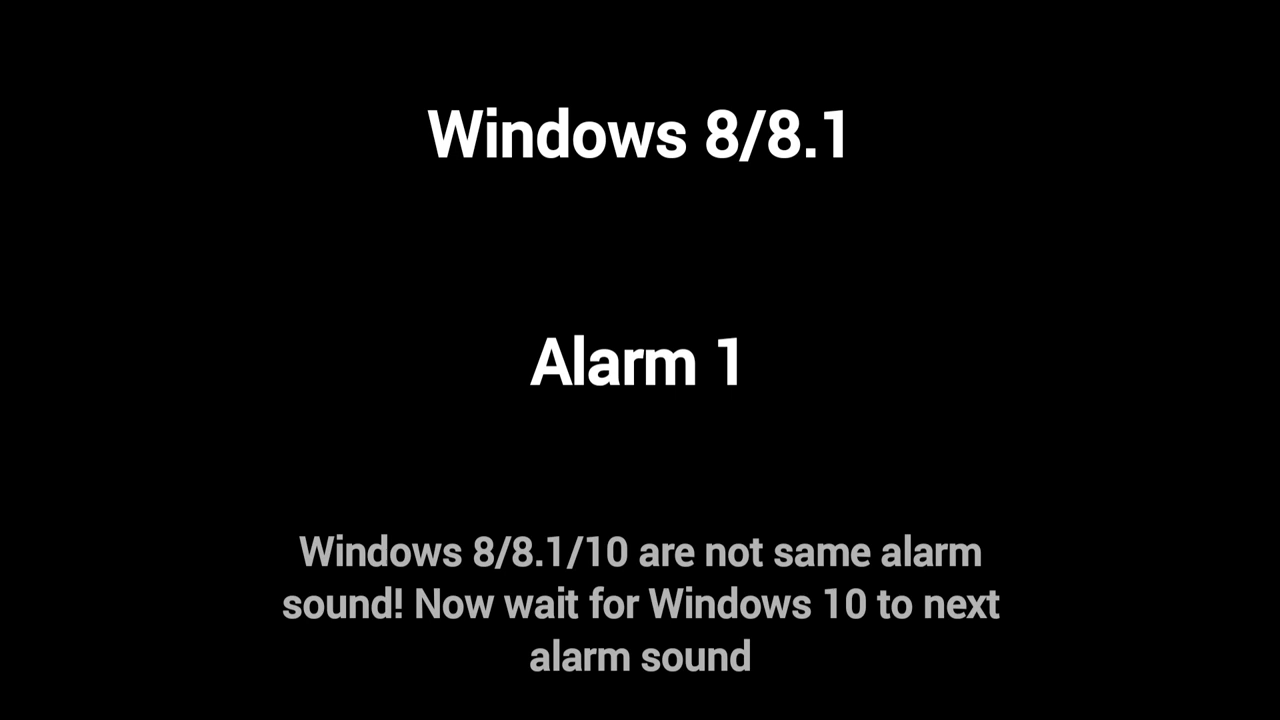 Windows 8/8.1
Alarm 1
Windows 8/8.1/10 are not same alarm
sound! Now wait for Windows 10 to next
alarm sound